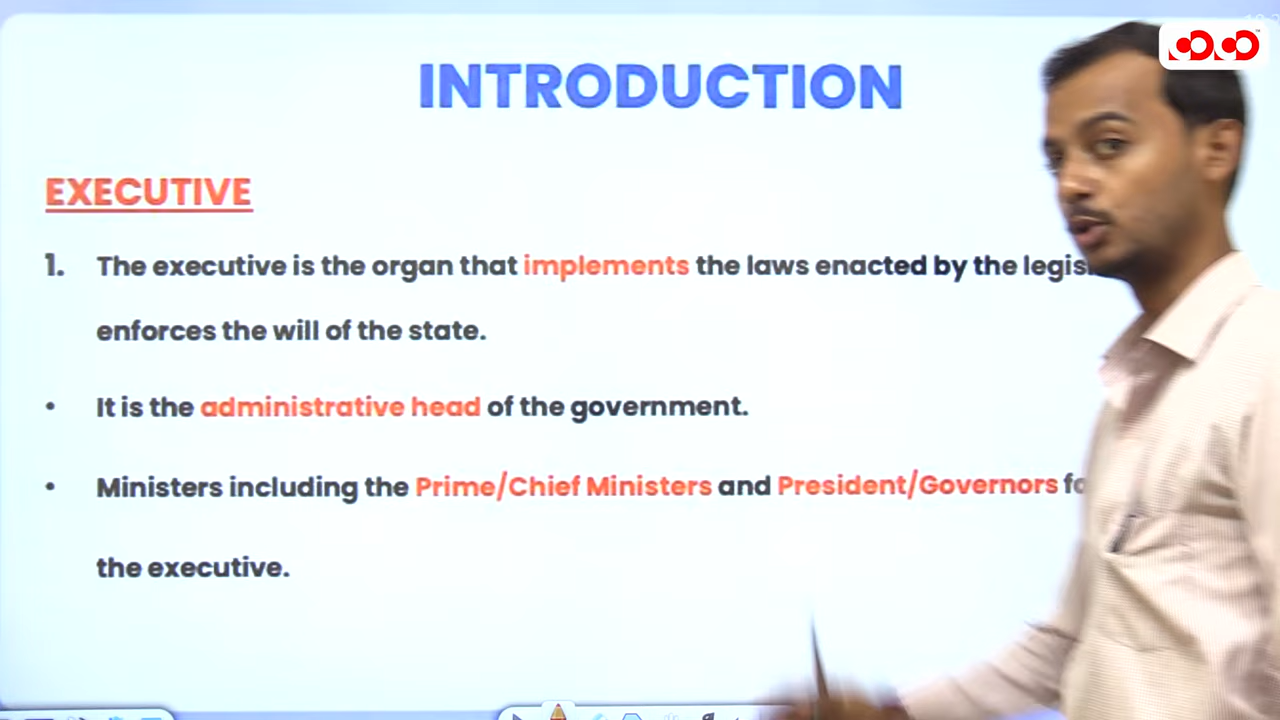 INTRODUCTION
EXECUTIVE
1. The executive is the organ that implements the laws enacted by the
enforces the will of the state.
• It is the administrative head of the government.
• Ministers including the Prime/Chief Ministers and President/Governors
the executive.